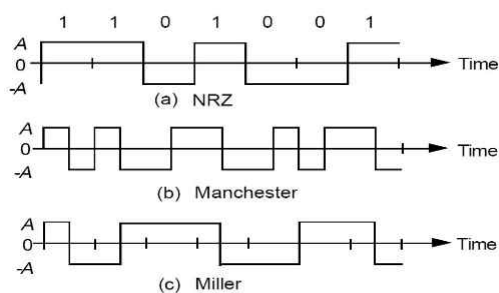 1 1 0 1 0 0 1
A
0 Time
-A
(a) NRZ
A
0 Time
-A
(b) Manchester
A
0 Time
-A
(c) Miller